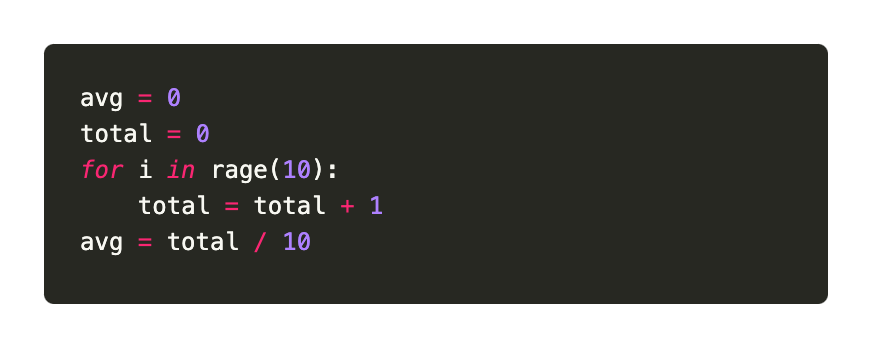 avg = 0
total = 0
for i in rage(10):
    total = total + 1
avg = total / 10